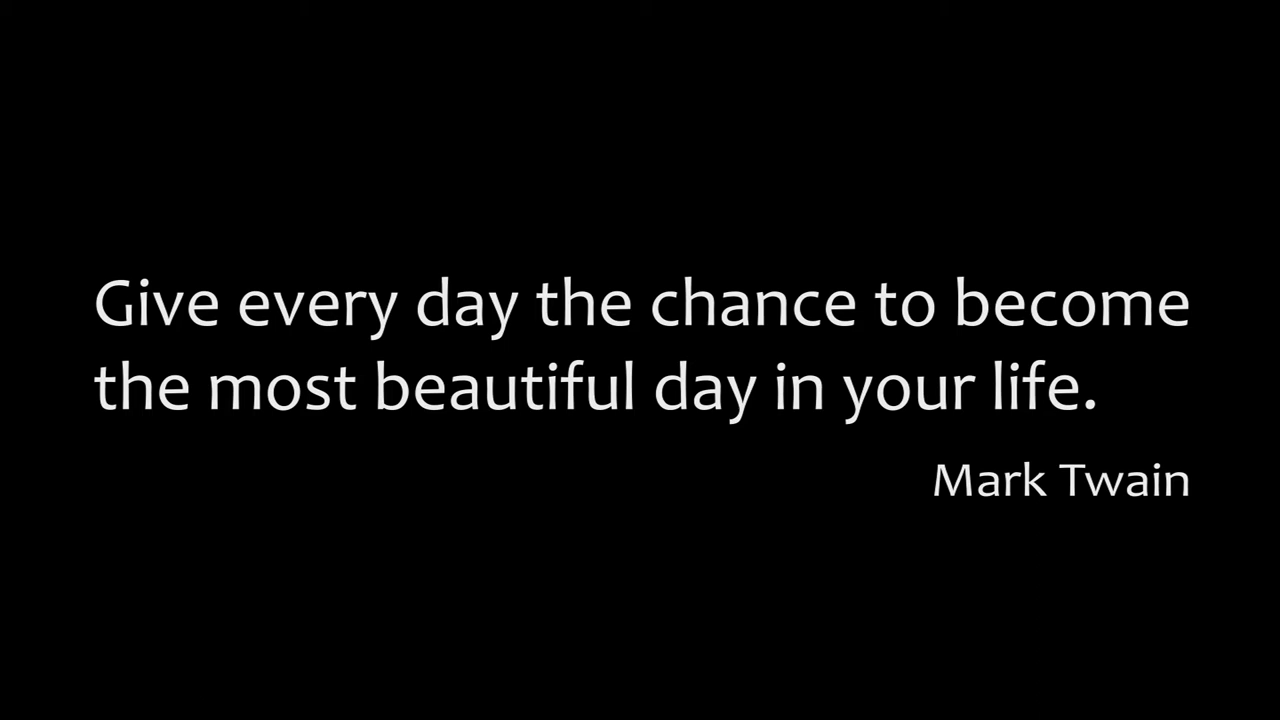 Give every day the chance to become
the most beautiful day in your life.
Mark Twain